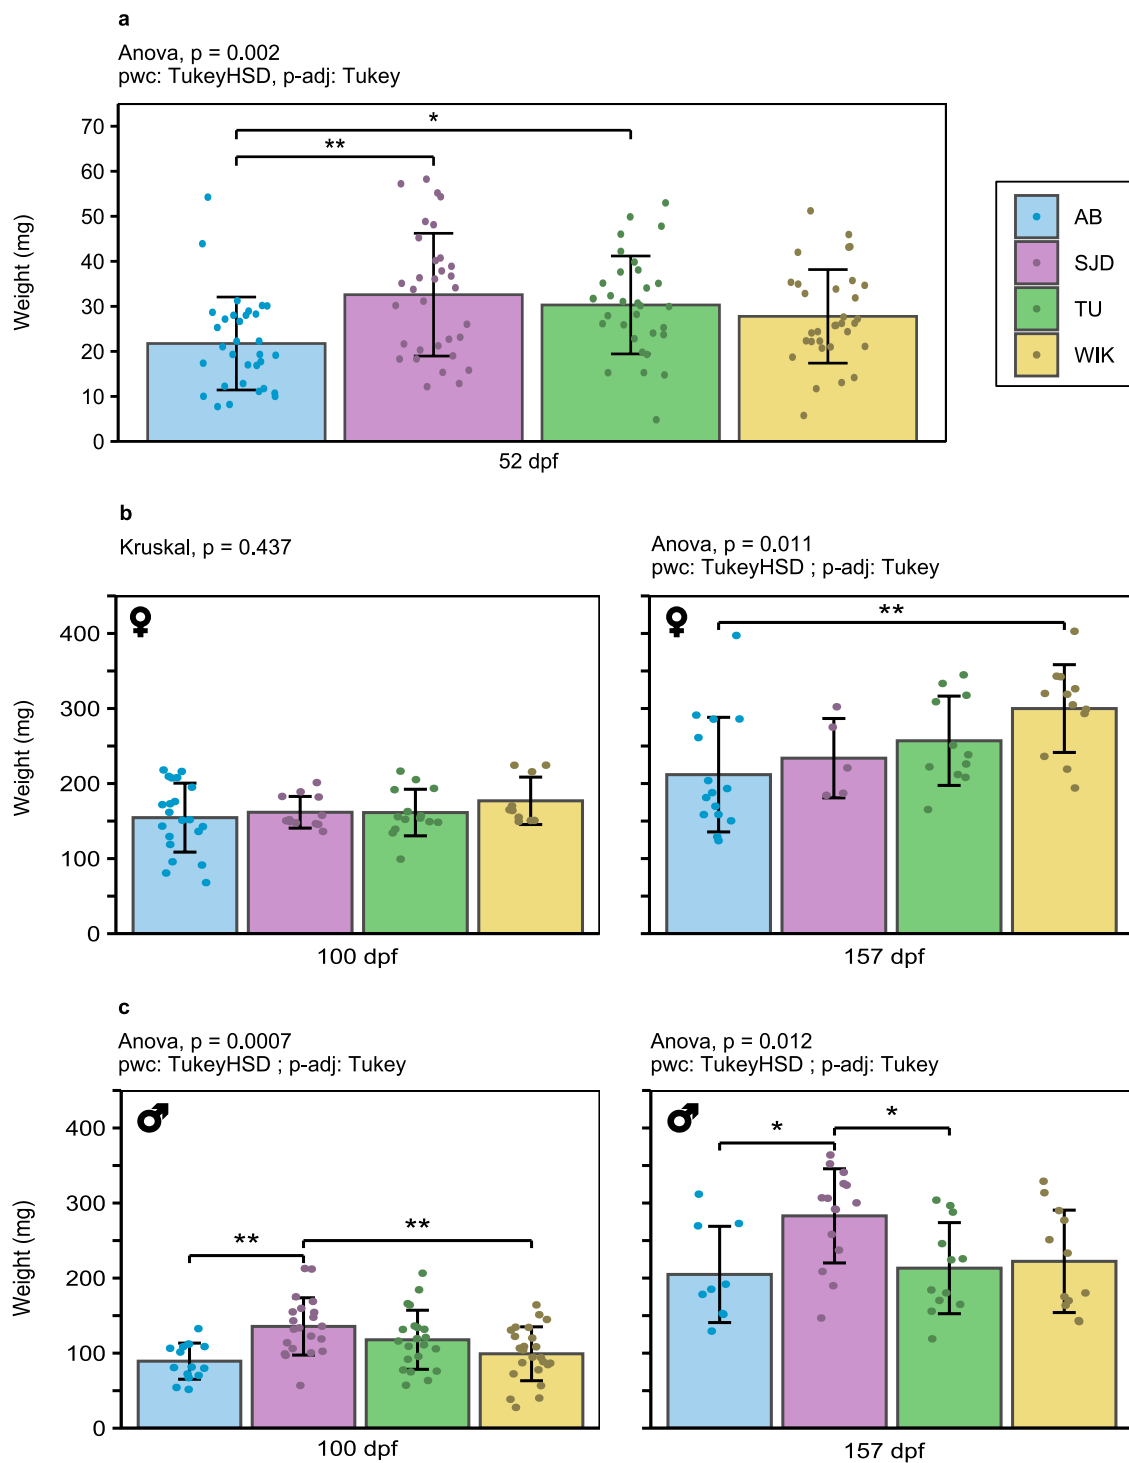 a
Anova, p = 0.002
pwc: TukeyHSD, p-adj: Tukey
Weight (mg)
70
60
50
40
30
20
10
0
*
**
52 dpf
AB
SJD
TU
WIK
b
Kruskal, p = 0.437
Weight (mg)
400
300
200
100
0
♀
100 dpf
Anova, p = 0.011
pwc: TukeyHSD ; p-adj: Tukey
♀
**
157 dpf
c
Anova, p = 0.0007
pwc: TukeyHSD ; p-adj: Tukey
Weight (mg)
400
300
200
100
0
♂
**
**
100 dpf
Anova, p = 0.012
pwc: TukeyHSD ; p-adj: Tukey
♂
*
*
157 dpf